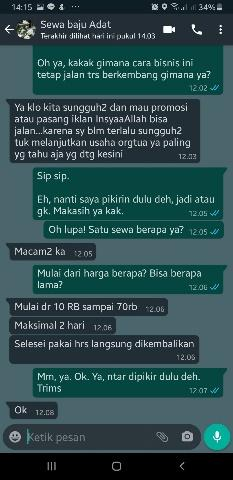 14:15
34%
Sewa baju Adat
Terakhir dilihat hari ini pukul 14.03
Oh ya, kakak gimana cara bisnis ini
tetap jalan trs berkembang gimana ya?
12.02
Ya klo kita sungguh2 dan mau promosi
atau pasang iklan InsyaaAllah bisa
jalan...karena sy blm terlalu sungguh2
tuk melanjutkan usaha orgtua ya paling
yg tahu aja yg dtg kesini
12.03
Sip sip.
Eh, nanti saya pikirin dulu deh, jadi atau
gk. Makasih ya kak.
12.05
Oh lupa! Satu sewa berapa ya?
12.05
Macam2 ka
12.05
Mulai dari harga berapa? Bisa berapa
lama?
12.06
Mulai dr 10 RB sampai 70rb
12.06
Maksimal 2 hari
12.06
Selesei pakai hrs langsung dikembalikan
12.06
Mm, ya. Ok. Ya, ntar dipikir dulu deh.
Trims
12.07
Ok
12.08
Ketik pesan